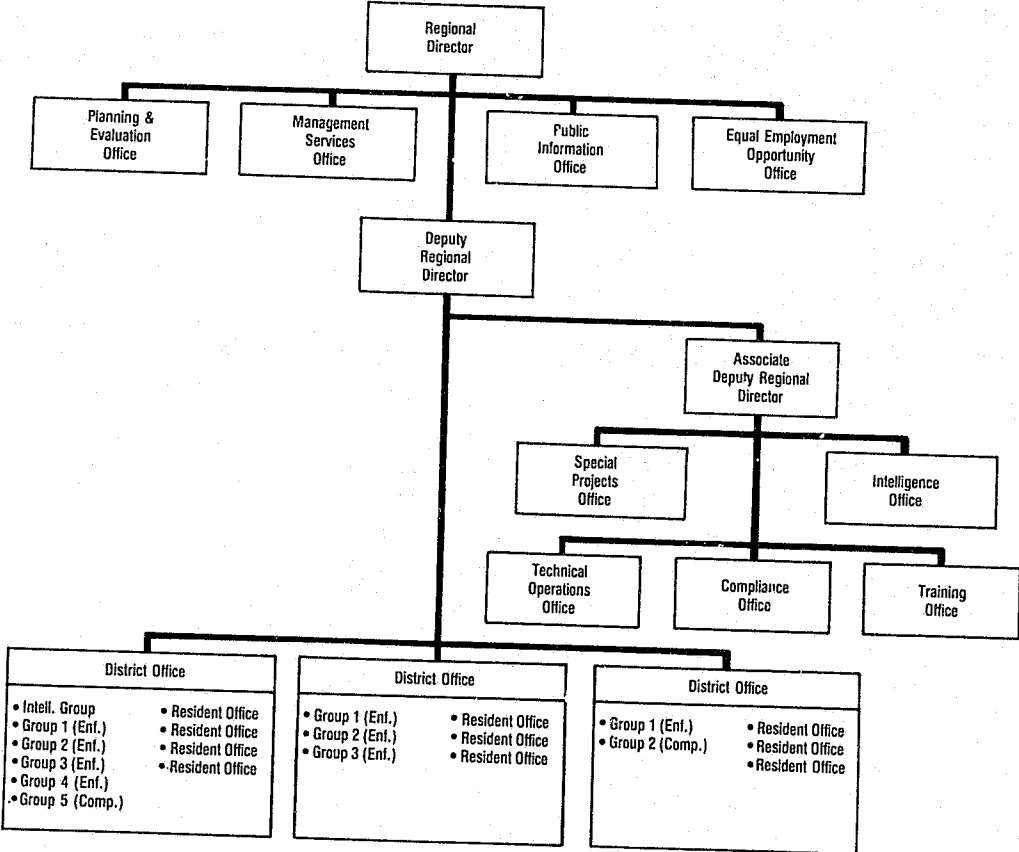 Regional
Director
Planning &
Evaluation
Office
Management
Services
Office
Public
Information
Office
Equal Employment
Opportunity
Office
Deputy
Regional
Director
Associate
Deputy Regional
Director
Special
Projects
Office
Intelligence
Office
Technical
Operations
Office
Compliance
Office
Training
Office
District Office
• Intell. Group
• Group 1 (Enf.)
• Group 2 (Enf.)
• Group 3 (Enf.)
• Group 4 (Enf.)
• Group 5 (Comp.)
• Resident Office
• Resident Office
• Resident Office
• Resident Office
District Office
• Group 1 (Enf.)
• Group 2 (Enf.)
• Group 3 (Enf.)
• Resident Office
• Resident Office
• Resident Office
District Office
• Group 1 (Enf.)
• Group 2 (Comp.)
• Resident Office
• Resident Office
• Resident Office